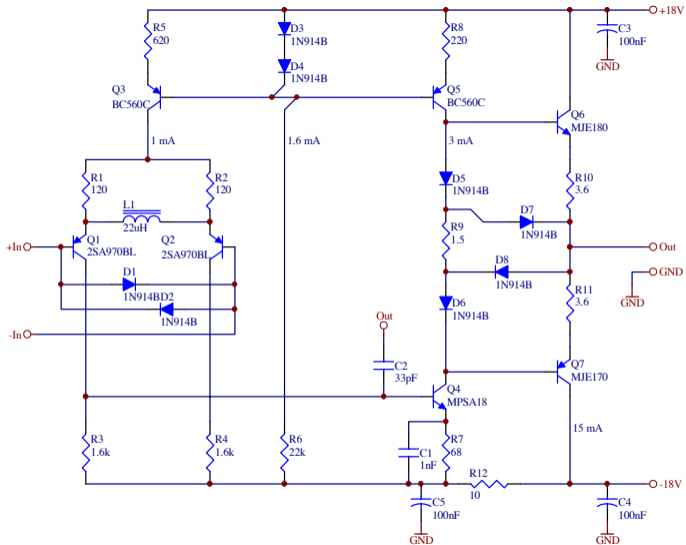 R5
620
D3
1N914B
R8
220
C3
100nF
+18V
GND
D4
1N914B
Q3
BC560C
Q5
BC560C
Q6
MJE180
1 mA
1.6 mA
3 mA
R1
120
R2
120
D5
1N914B
R10
3.6
L1
22uH
D7
1N914B
+In
Q1
2SA970BL
Q2
2SA970BL
R9
1.5
Out
D8
1N914B
GND
D1
1N914B
D2
1N914B
R11
3.6
GND
D6
1N914B
-In
Out
C2
33pF
Q7
MJE170
Q4
MPSA18
15 mA
R3
1.6k
R4
1.6k
R6
22k
C1
1nF
R7
68
R12
10
-18V
C5
100nF
C4
100nF
GND
GND